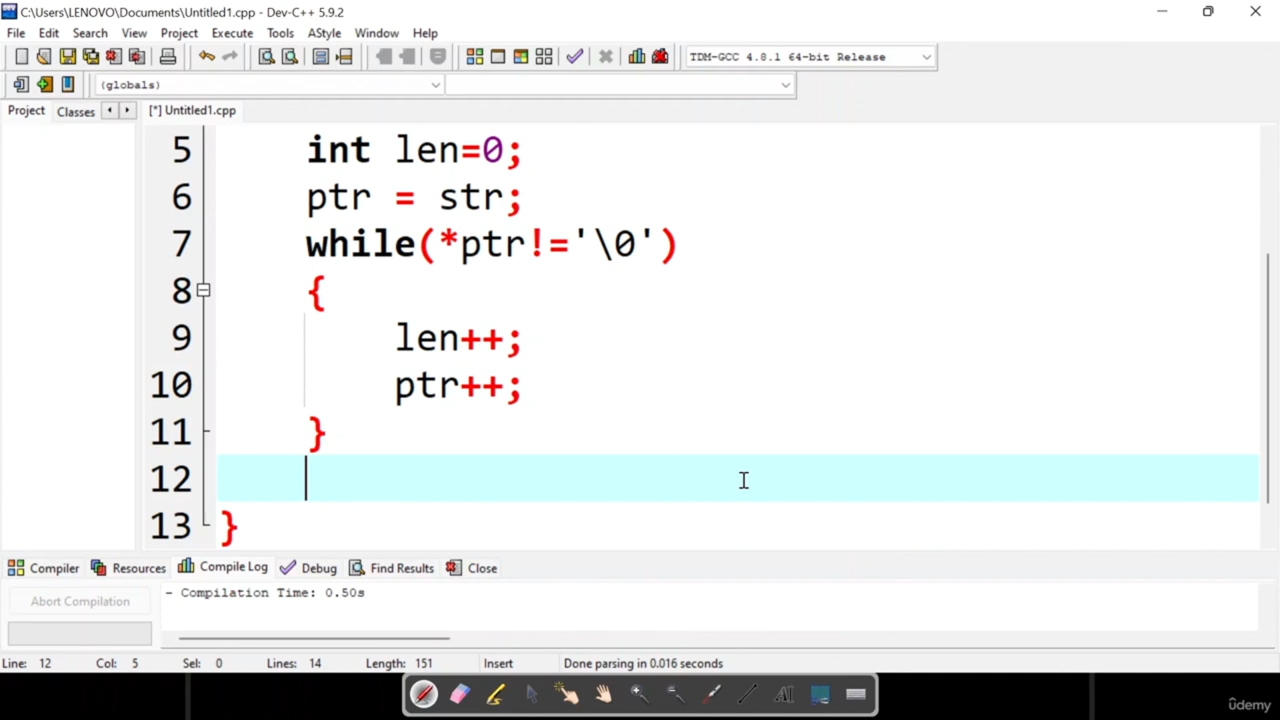 C:\Users\LENOVO\Documents\Untitled1.cpp - Dev-C++ 5.9.2
File Edit Search View Project Execute Tools AStyle Window Help
TDM-GCC 4.8.1 64-bit Release
(globals)
Project Classes [*] Untitled1.cpp
5 int len=0;
6 ptr = str;
7 while(*ptr!='\0')
8 {
9 len++;
10 ptr++;
11 }
12
13 }
Compiler Resources Compile Log Debug Find Results Close
- Compilation Time: 0.50s
Abort Compilation
Line: 12 Col: 5 Sel: 0 Lines: 14 Length: 151 Insert Done parsing in 0.016 seconds
AI
ûdemy